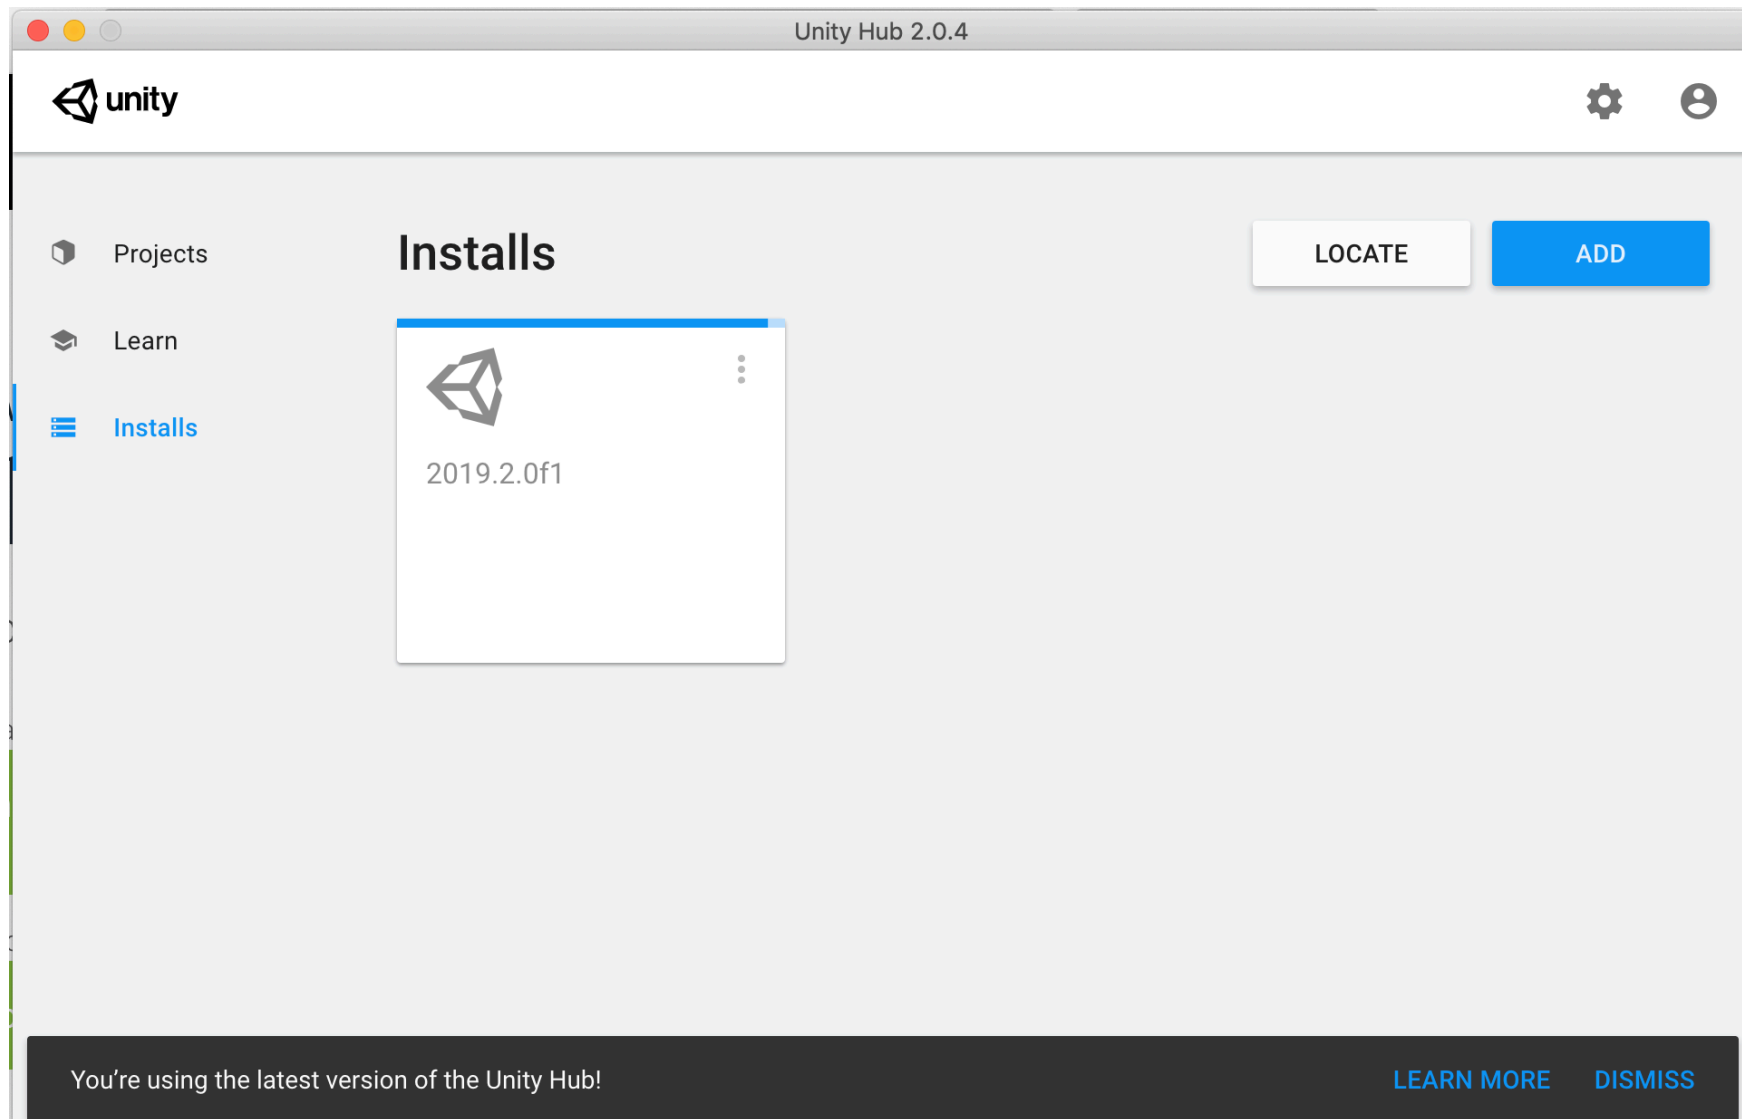 Unity Hub 2.0.4
unity
Projects
Learn
Installs
Installs
LOCATE
ADD
2019.2.0f1
You’re using the latest version of the Unity Hub!
LEARN MORE
DISMISS